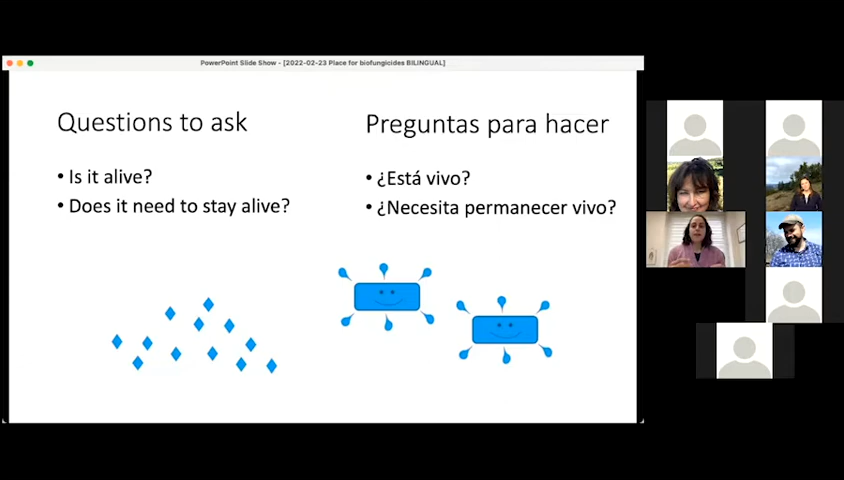 PowerPoint Slide Show - [2022-02-23 Place for biofungicides BILINGUAL]
Questions to ask
• Is it alive?
• Does it need to stay alive?
Preguntas para hacer
• ¿Está vivo?
• ¿Necesita permanecer vivo?